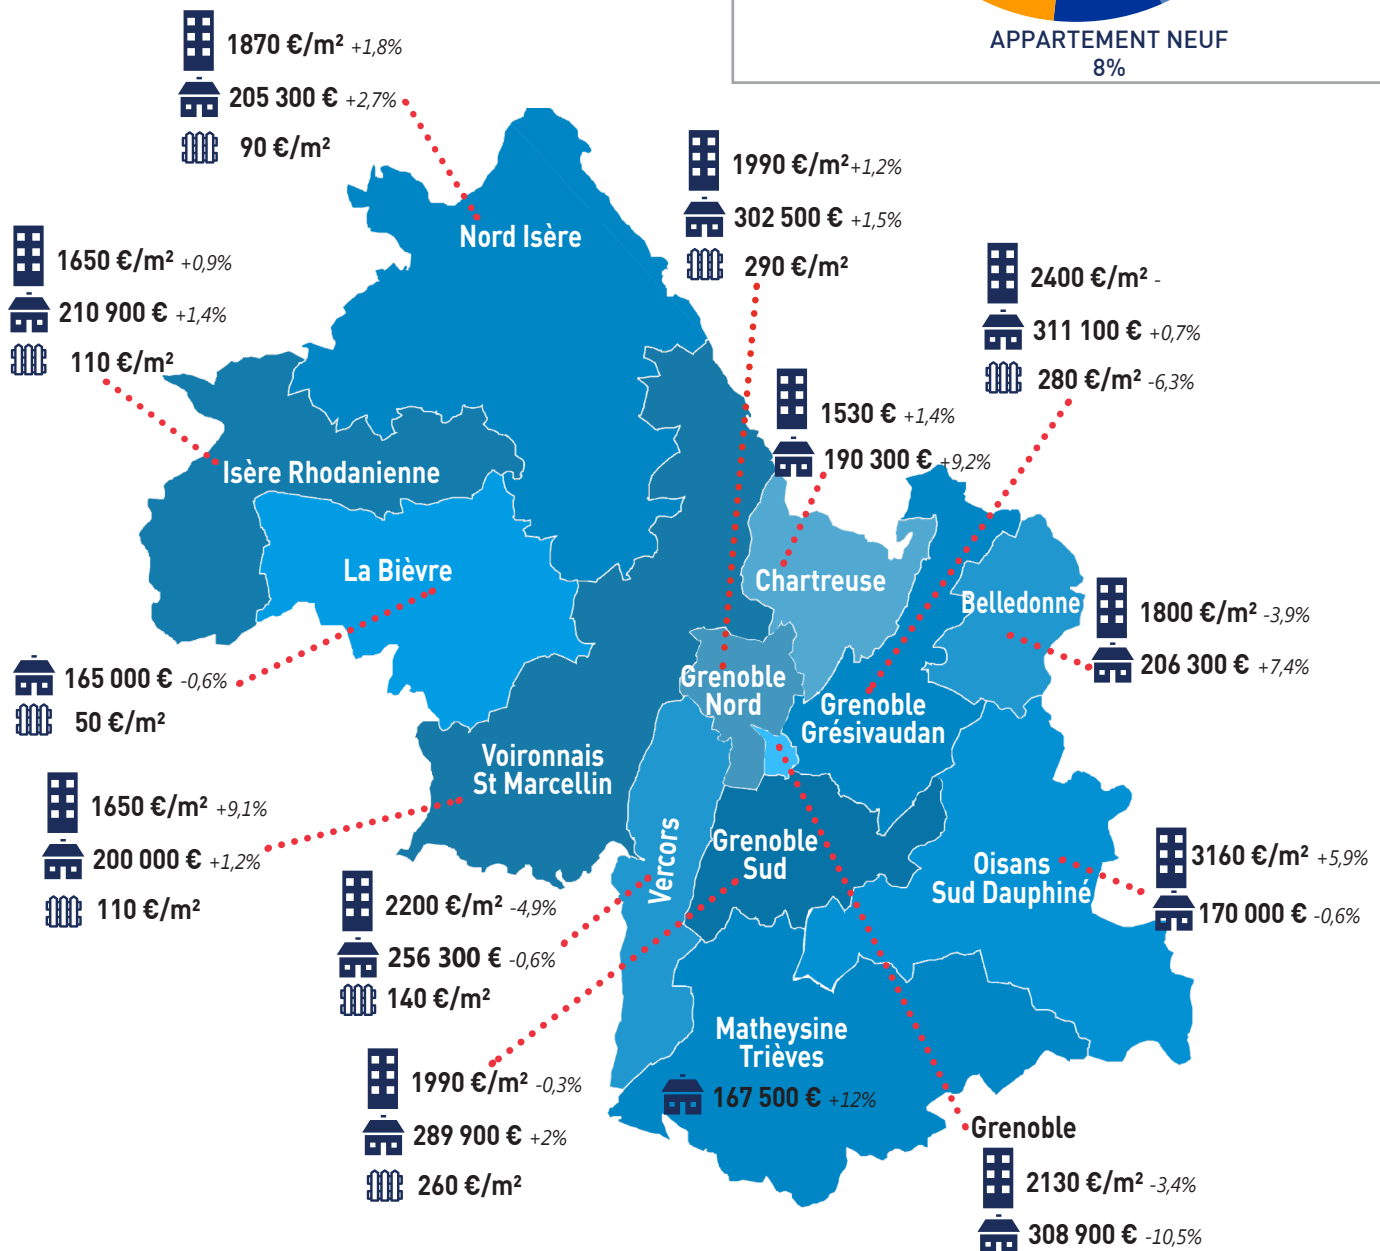 APPARTEMENT NEUF
8%
1870 €/m² +1,8%
205 300 € +2,7%
90 €/m²
Nord Isère
1990 €/m² +1,2%
302 500 € +1,5%
290 €/m²
1650 €/m² +0,9%
210 900 € +1,4%
110 €/m²
2400 €/m² -
311 100 € +0,7%
280 €/m² -6,3%
1530 € +1,4%
190 300 € +9,2%
Isère Rhodanienne
La Bièvre
Chartreuse
Belledonne
1800 €/m² -3,9%
206 300 € +7,4%
165 000 € -0,6%
50 €/m²
Grenoble
Nord
Grenoble
Grésivaudan
Voironnais
St Marcellin
1650 €/m² +9,1%
200 000 € +1,2%
110 €/m²
Vercors
Grenoble
Sud
Oisans
Sud Dauphiné
3160 €/m² +5,9%
170 000 € -0,6%
2200 €/m² -4,9%
256 300 € -0,6%
140 €/m²
Matheysine
Trièves
167 500 € +12%
1990 €/m² -0,3%
289 900 € +2%
260 €/m²
Grenoble
2130 €/m² -3,4%
308 900 € -10,5%